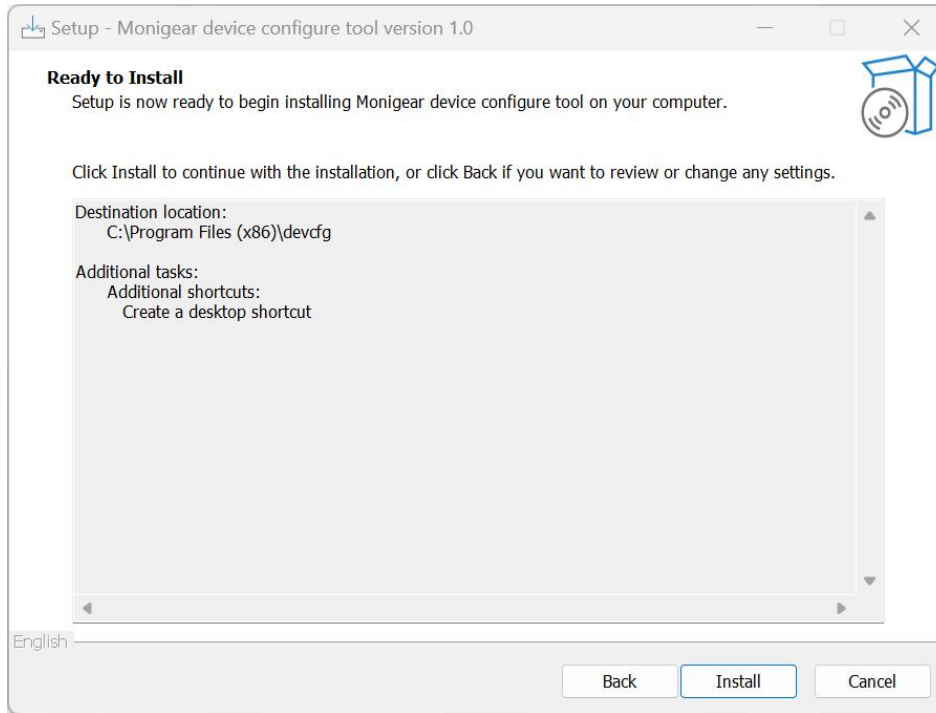 Setup - Monigear device configure tool version 1.0
Ready to Install
Setup is now ready to begin installing Monigear device configure tool on your computer.
Click Install to continue with the installation, or click Back if you want to review or change any settings.
Destination location:
C:\Program Files (x86)\devcfg
Additional tasks:
Additional shortcuts:
Create a desktop shortcut
English
Back
Install
Cancel